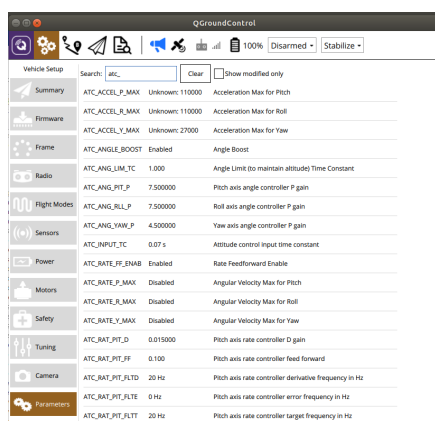 QGroundControl
100% Disarmed Stabilize
Vehicle Setup
Search: atc_ Clear Show modified only
Summary
Firmware
Frame
Radio
Flight Modes
Sensors
Power
Motors
Safety
Tuning
Camera
Parameters
ATC_ACCEL_P_MAX Unknown: 110000 Acceleration Max for Pitch
ATC_ACCEL_R_MAX Unknown: 110000 Acceleration Max for Roll
ATC_ACCEL_Y_MAX Unknown: 27000 Acceleration Max for Yaw
ATC_ANGLE_BOOST Enabled Angle Boost
ATC_ANG_LIM_TC 1.000 Angle Limit (to maintain altitude) Time Constant
ATC_ANG_PIT_P 7.500000 Pitch axis angle controller P gain
ATC_ANG_RLL_P 7.500000 Roll axis angle controller P gain
ATC_ANG_YAW_P 4.500000 Yaw axis angle controller P gain
ATC_INPUT_TC 0.07 s Attitude control input time constant
ATC_RATE_FF_ENAB Enabled Rate Feedforward Enable
ATC_RATE_P_MAX Disabled Angular Velocity Max for Pitch
ATC_RATE_R_MAX Disabled Angular Velocity Max for Roll
ATC_RATE_Y_MAX Disabled Angular Velocity Max for Yaw
ATC_RAT_PIT_D 0.015000 Pitch axis rate controller D gain
ATC_RAT_PIT_FF 0.100 Pitch axis rate controller feed forward
ATC_RAT_PIT_FLTD 20 Hz Pitch axis rate controller derivative frequency in Hz
ATC_RAT_PIT_FLTE 0 Hz Pitch axis rate controller error frequency in Hz
ATC_RAT_PIT_FLTT 20 Hz Pitch axis rate controller target frequency in Hz